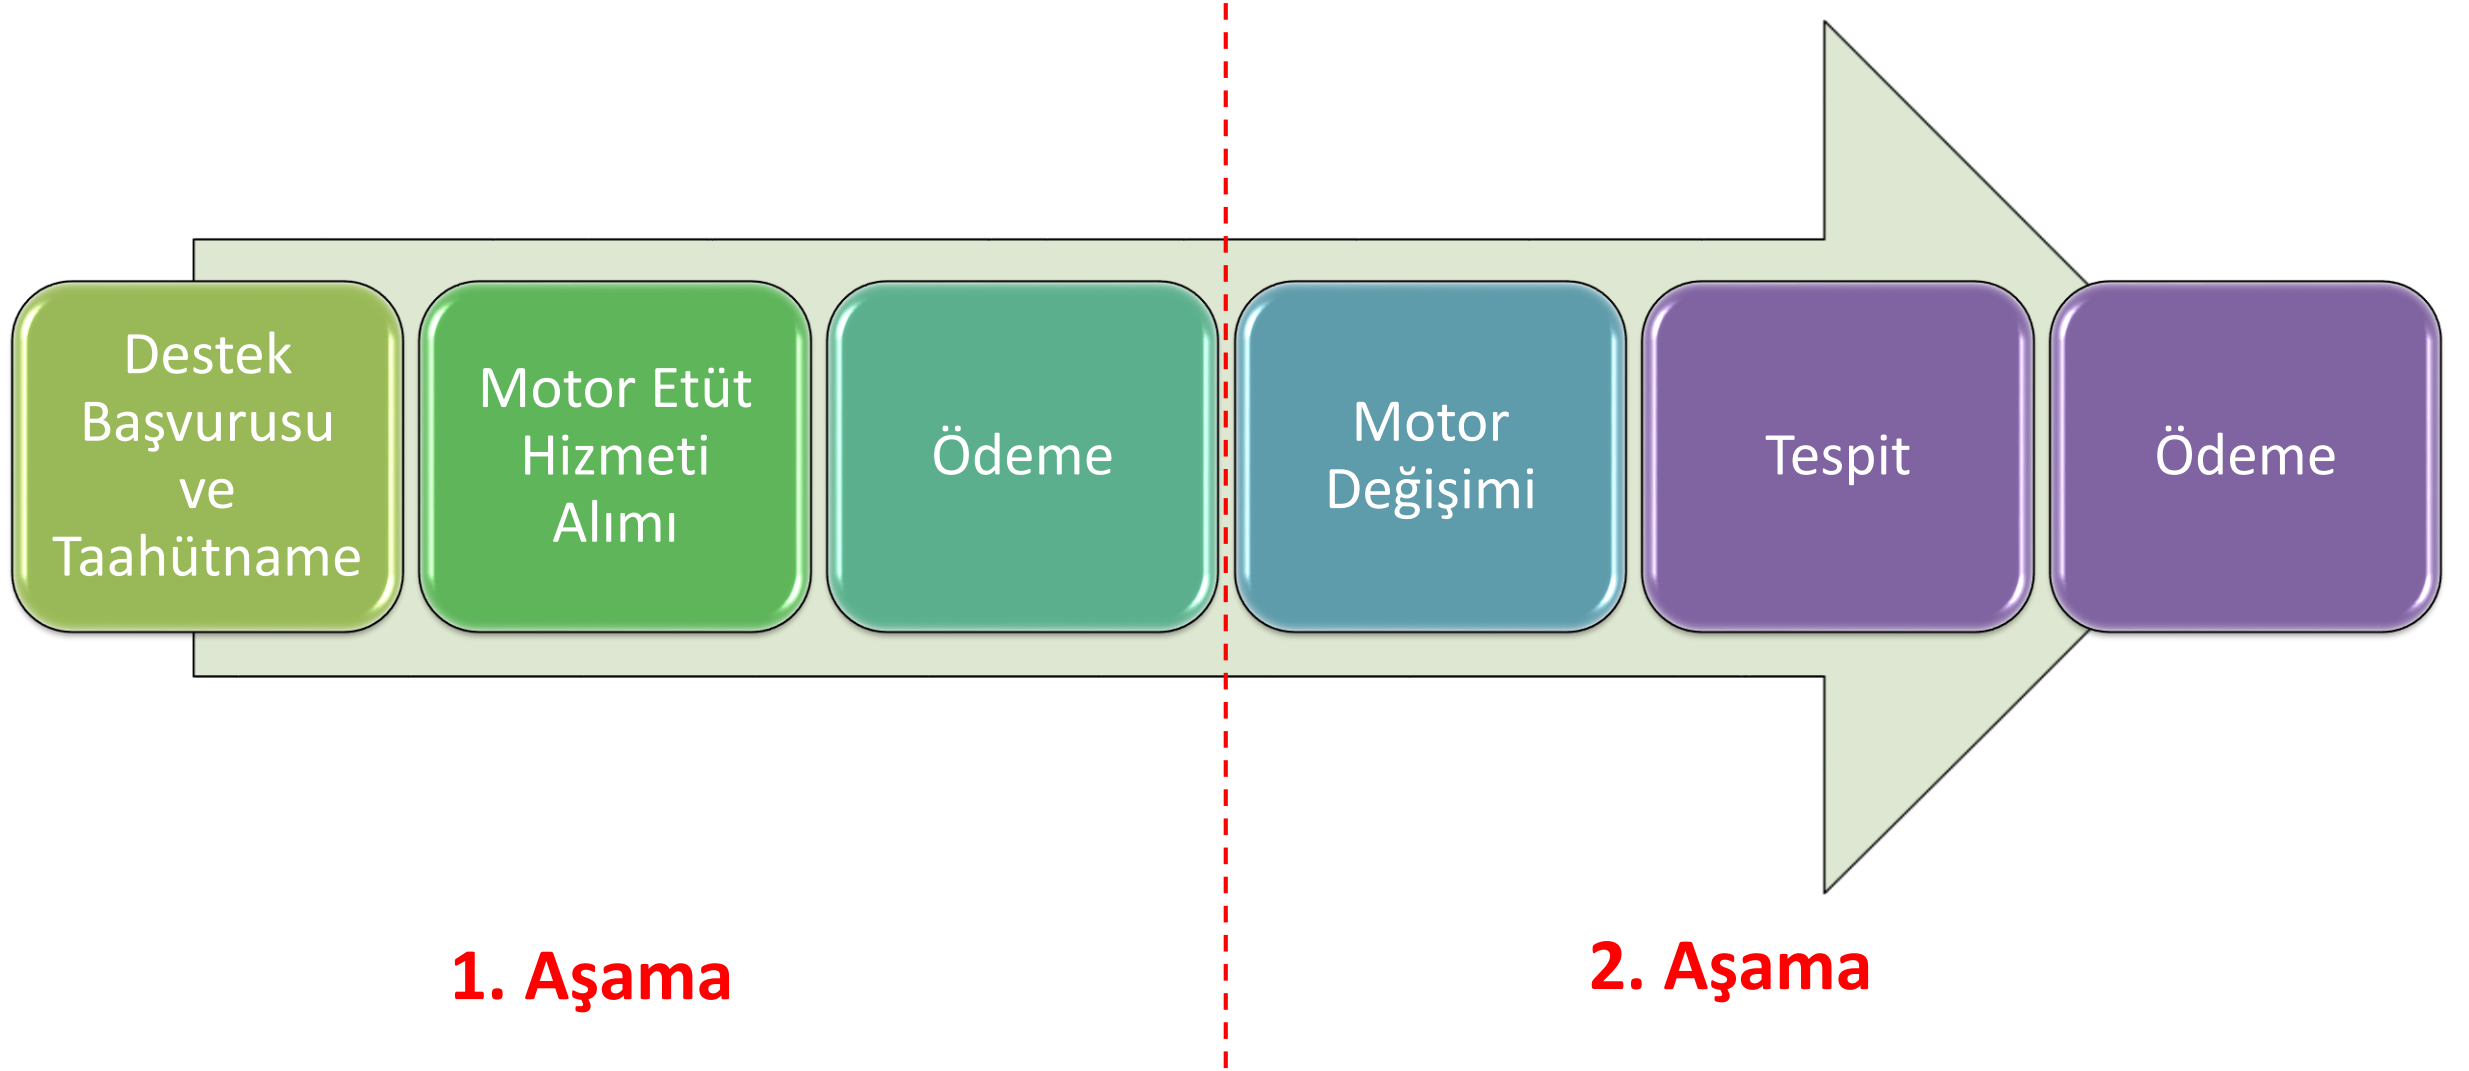 Destek
Başvurusu
ve
Taahütname
Motor Etüt
Hizmeti
Alımı
Ödeme
Motor
Değişimi
Tespit
Ödeme
1. Aşama
2. Aşama